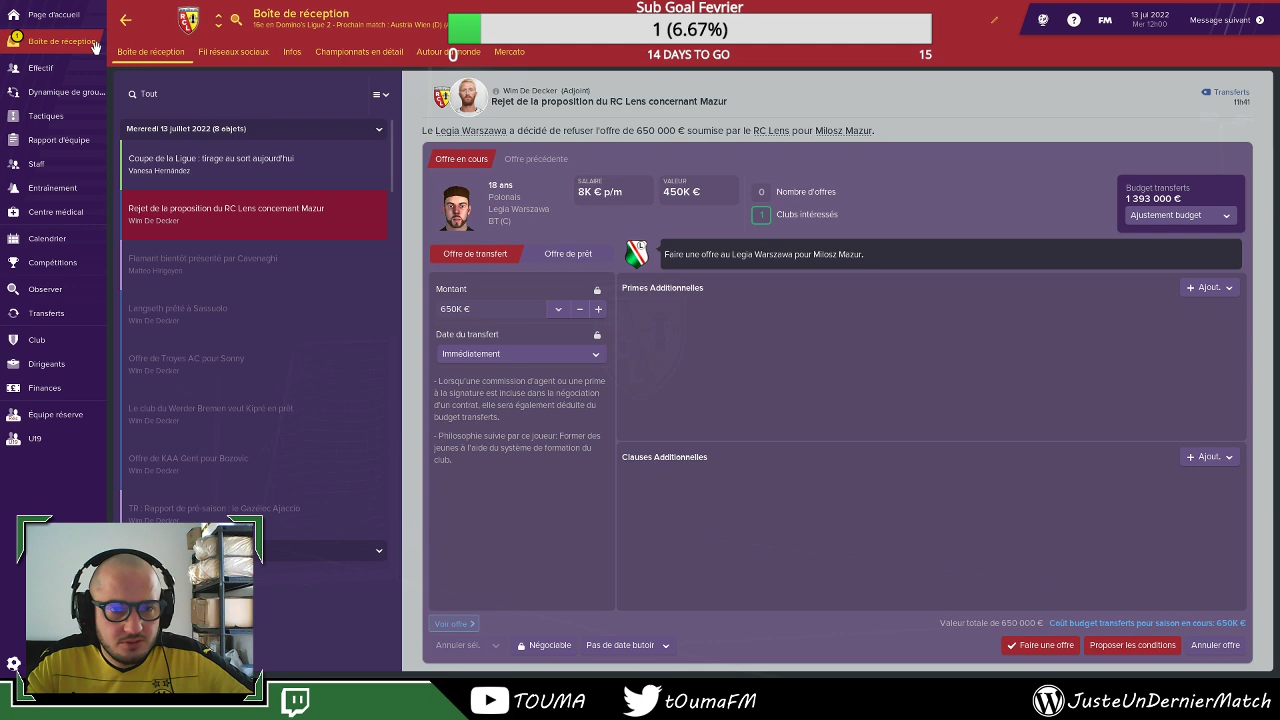 Sub Goal Fevrier
1 (6.67%)
0
14 DAYS TO GO
15
Page d'accueil
Boîte de réception
Effectif
Dynamique de grou...
Tactiques
Rapport d'équipe
Staff
Entraînement
Centre médical
Calendrier
Compétitions
Observer
Transferts
Club
Dirigeants
Finances
Équipe réserve
U19
Boîte de réception
16e en Domino's Ligue 2 - Prochain match : Austria Wien (D)
13 jul 2022
Mer 12h00
FM
Message suivant
Boîte de réception
Fil réseaux sociaux
Infos
Championnats en détail
Autour du monde
Mercato
Tout
Mercredi 13 juillet 2022 (8 objets)
Coupe de la Ligue : tirage au sort aujourd'hui
Vanesa Hernández
Rejet de la proposition du RC Lens concernant Mazur
Wim De Decker
Flamant bientôt présenté par Cavenaghi
Matteo Hirigoyen
Langseth prêté à Sassuolo
Wim De Decker
Offre de Troyes AC pour Sonny
Wim De Decker
Le club du Werder Bremen veut Kipré en prêt
Wim De Decker
Offre de KAA Gent pour Bozovic
Wim De Decker
TR : Rapport de pré-saison : le Gazélec Ajaccio
Wim De Decker
Wim De Decker (Adjoint)
Rejet de la proposition du RC Lens concernant Mazur
Transferts
11h41
Le Legia Warszawa a décidé de refuser l'offre de 650 000 € soumise par le RC Lens pour Milosz Mazur.
Offre en cours
Offre précédente
18 ans
Polonais
Legia Warszawa
BT (C)
SALAIRE
8K € p/m
VALEUR
450K €
0 Nombre d'offres
1 Clubs intéressés
Budget transferts
1 393 000 €
Ajustement budget
Offre de transfert
Offre de prêt
Faire une offre au Legia Warszawa pour Milosz Mazur.
Montant
650K €
Date du transfert
Immédiatement
- Lorsqu'une commission d'agent ou une prime
à la signature est incluse dans la négociation
d'un contrat, elle sera également déduite du
budget transferts.
- Philosophie suivie par ce joueur: Former des
jeunes à l'aide du système de formation du
club.
Primes Additionnelles
Ajout.
Clauses Additionnelles
Ajout.
Voir offre
Valeur totale de 650 000 €
Coût budget transferts pour saison en cours: 650K €
Annuler sél.
Négociable
Pas de date butoir
Faire une offre
Proposer les conditions
Annuler offre
TOUMA
tOumaFM
JusteUnDernierMatch